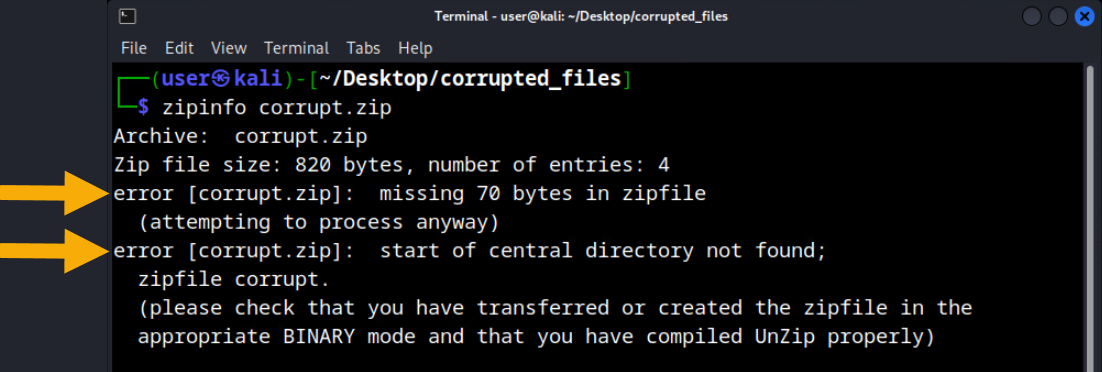 Terminal - user@kali: ~/Desktop/corrupted_files
File Edit View Terminal Tabs Help
(user㉿kali)-[~/Desktop/corrupted_files]
$ zipinfo corrupt.zip
Archive:  corrupt.zip
Zip file size: 820 bytes, number of entries: 4
error [corrupt.zip]:  missing 70 bytes in zipfile
  (attempting to process anyway)
error [corrupt.zip]:  start of central directory not found;
  zipfile corrupt.
  (please check that you have transferred or created the zipfile in the
  appropriate BINARY mode and that you have compiled UnZip properly)